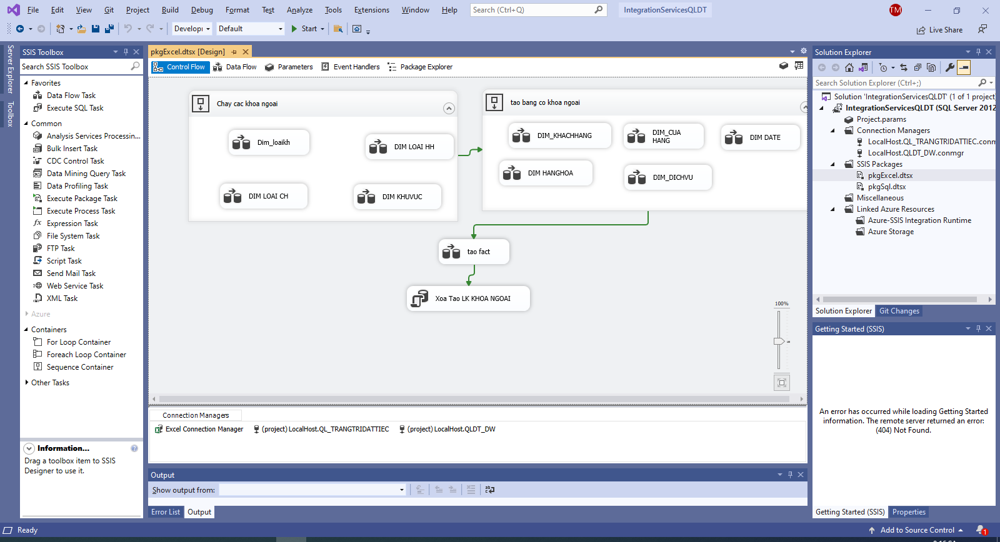 File Edit View Git Project Build Debug Format Test Analyze Tools Extensions Window Help Search (Ctrl+Q) IntegrationServicesQLDT TM
Developi Default Start Live Share
Server Explorer
Toolbox
SSIS Toolbox
Search SSIS Toolbox
Favorites
Data Flow Task
Execute SQL Task
Common
Analysis Services Processin...
Bulk Insert Task
CDC Control Task
Data Mining Query Task
Data Profiling Task
Execute Package Task
Execute Process Task
Expression Task
File System Task
FTP Task
Script Task
Send Mail Task
Web Service Task
XML Task
Azure
Containers
For Loop Container
Foreach Loop Container
Sequence Container
Other Tasks
Information...
Drag a toolbox item to SSIS
Designer to use it.
pkgExcel.dtsx [Design]
Control Flow Data Flow Parameters Event Handlers Package Explorer
Chay cac khoa ngoai
Dim_loaikh
DIM LOAI HH
DIM LOAI CH
DIM KHUVUC
tao bang co khoa ngoai
DIM_KHACHHANG
DIM_CUA
HANG
DIM DATE
DIM HANGHOA
DIM_DICHVU
tao fact
Xoa Tao LK KHOA NGOAI
100%
Connection Managers
Excel Connection Manager (project) LocalHost.QL_TRANGTRIDATTIEC (project) LocalHost.QLDT_DW
Output
Show output from:
Error List Output
Solution Explorer
Search Solution Explorer (Ctrl+;)
Solution 'IntegrationServicesQLDT' (1 of 1 project
IntegrationServicesQLDT (SQL Server 2012
Project.params
Connection Managers
LocalHost.QL_TRANGTRIDATTIEC.conm
LocalHost.QLDT_DW.conmgr
SSIS Packages
pkgExcel.dtsx
pkgSql.dtsx
Miscellaneous
Linked Azure Resources
Azure-SSIS Integration Runtime
Azure Storage
Solution Explorer Git Changes
Getting Started (SSIS)
An error has occurred while loading Getting Started
information. The remote server returned an error:
(404) Not Found.
Getting Started (SSIS) Properties
Ready Add to Source Control 1